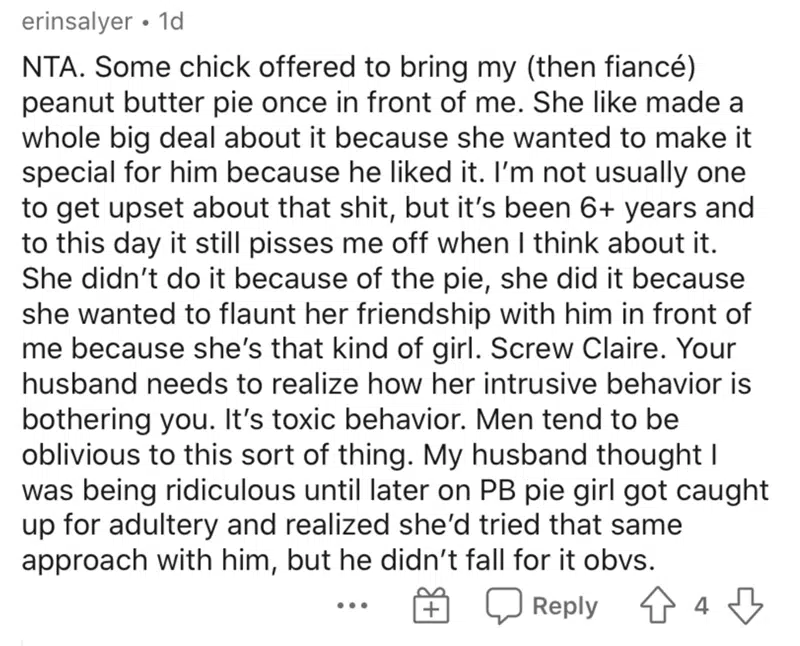 erinsalyer • 1d
NTA. Some chick offered to bring my (then fiancé)
peanut butter pie once in front of me. She like made a
whole big deal about it because she wanted to make it
special for him because he liked it. I'm not usually one
to get upset about that shit, but it's been 6+ years and
to this day it still pisses me off when I think about it.
She didn't do it because of the pie, she did it because
she wanted to flaunt her friendship with him in front of
me because she's that kind of girl. Screw Claire. Your
husband needs to realize how her intrusive behavior is
bothering you. It's toxic behavior. Men tend to be
oblivious to this sort of thing. My husband thought I
was being ridiculous until later on PB pie girl got caught
up for adultery and realized she'd tried that same
approach with him, but he didn't fall for it obvs.
Reply 4